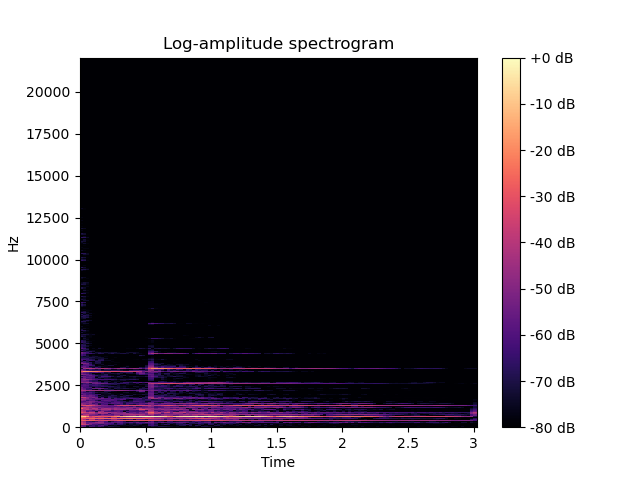 Log-amplitude spectrogram
Hz
20000
17500
15000
12500
10000
7500
5000
2500
0
0 0.5 1 1.5 2 2.5 3
Time
+0 dB
-10 dB
-20 dB
-30 dB
-40 dB
-50 dB
-60 dB
-70 dB
-80 dB